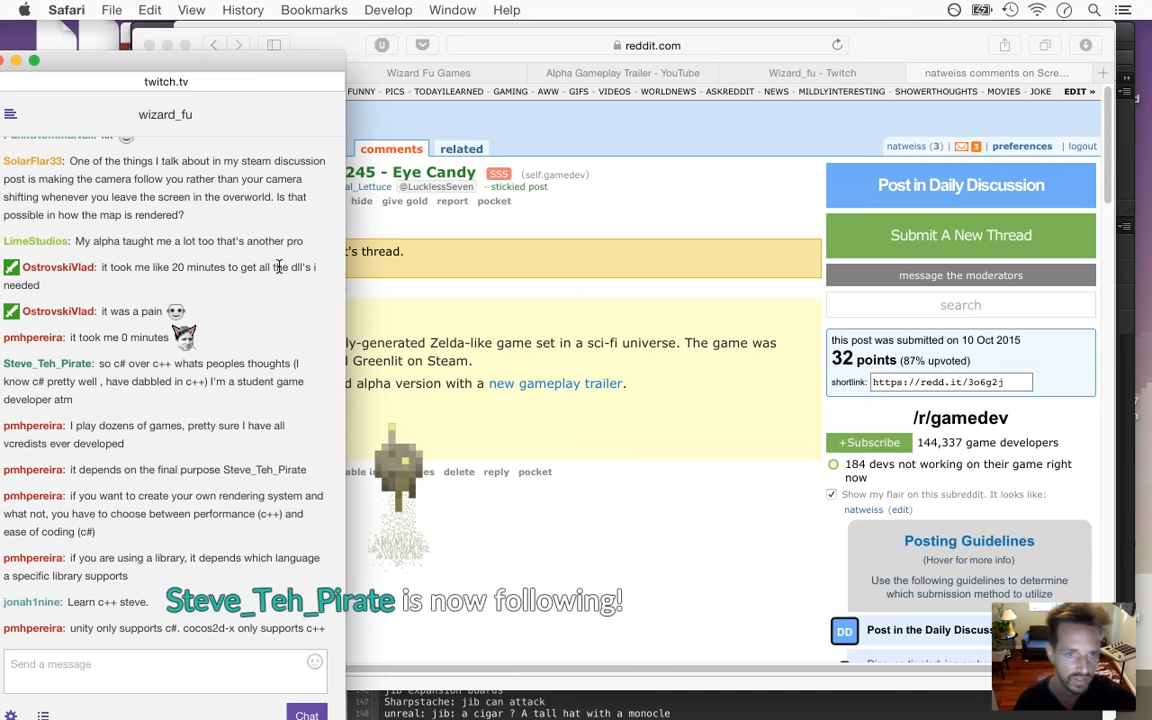 Safari File Edit View History Bookmarks Develop Window Help
reddit.com
Wizard Fu Games
Alpha Gameplay Trailer - YouTube
Wizard_fu - Twitch
natweiss comments on Scre...
FUNNY - PICS - TODAYILEARNED - GAMING - AWW - GIFS - VIDEOS - WORLDNEWS - ASKREDDIT - NEWS - MILDLYINTERESTING - SHOWERTHOUGHTS - MOVIES - JOKE EDIT »
twitch.tv
wizard_fu
SolarFlar33: One of the things I talk about in my steam discussion
post is making the camera follow you rather than your camera
shifting whenever you leave the screen in the overworld. Is that
possible in how the map is rendered?
LimeStudios: My alpha taught me a lot too that's another pro
OstrovskiVlad: it took me like 20 minutes to get all the dll's i
needed
OstrovskiVlad: it was a pain
pmhpereira: it took me 0 minutes
Steve_Teh_Pirate: so c# over c++ whats peoples thoughts (I
know c# pretty well , have dabbled in c++) I'm a student game
developer atm
pmhpereira: I play dozens of games, pretty sure I have all
vcredists ever developed
pmhpereira: it depends on the final purpose Steve_Teh_Pirate
pmhpereira: if you want to create your own rendering system and
what not, you have to choose between performance (c++) and
ease of coding (c#)
pmhpereira: if you are using a library, it depends which language
a specific library supports
jonah1nine: Learn c++ steve.
pmhpereira: unity only supports c#. cocos2d-x only supports c++
Send a message
Chat
Steve_Teh_Pirate is now following!
comments related
245 - Eye Candy SSS (self.gamedev)
al_Lettuce @LucklessSeven - stickied post
hide give gold report pocket
t's thread.
ly-generated Zelda-like game set in a sci-fi universe. The game was
d Greenlit on Steam.
d alpha version with a new gameplay trailer.
es delete reply pocket
147 Sharpstache: jib can attack
148 unreal: jib: a cigar ? A tall hat with a monocle
natweiss (3) 3 preferences logout
Post in Daily Discussion
Submit A New Thread
message the moderators
search
this post was submitted on 10 Oct 2015
32 points (87% upvoted)
shortlink: https://redd.it/3o6g2j
/r/gamedev
+Subscribe 144,337 game developers
184 devs not working on their game right
now
Show my flair on this subreddit. It looks like:
natweiss (edit)
Posting Guidelines
(Hover for more info)
Use the following guidelines to determine
which submission method to utilize
DD Post in the Daily Discuss